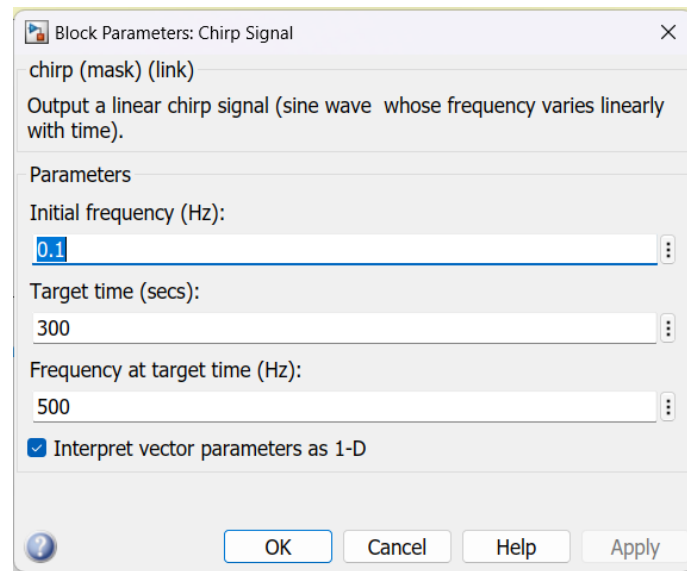 Block Parameters: Chirp Signal
chirp (mask) (link)
Output a linear chirp signal (sine wave  whose frequency varies linearly
with time).
Parameters
Initial frequency (Hz):
0.1
Target time (secs):
300
Frequency at target time (Hz):
500
Interpret vector parameters as 1-D
OK Cancel Help Apply